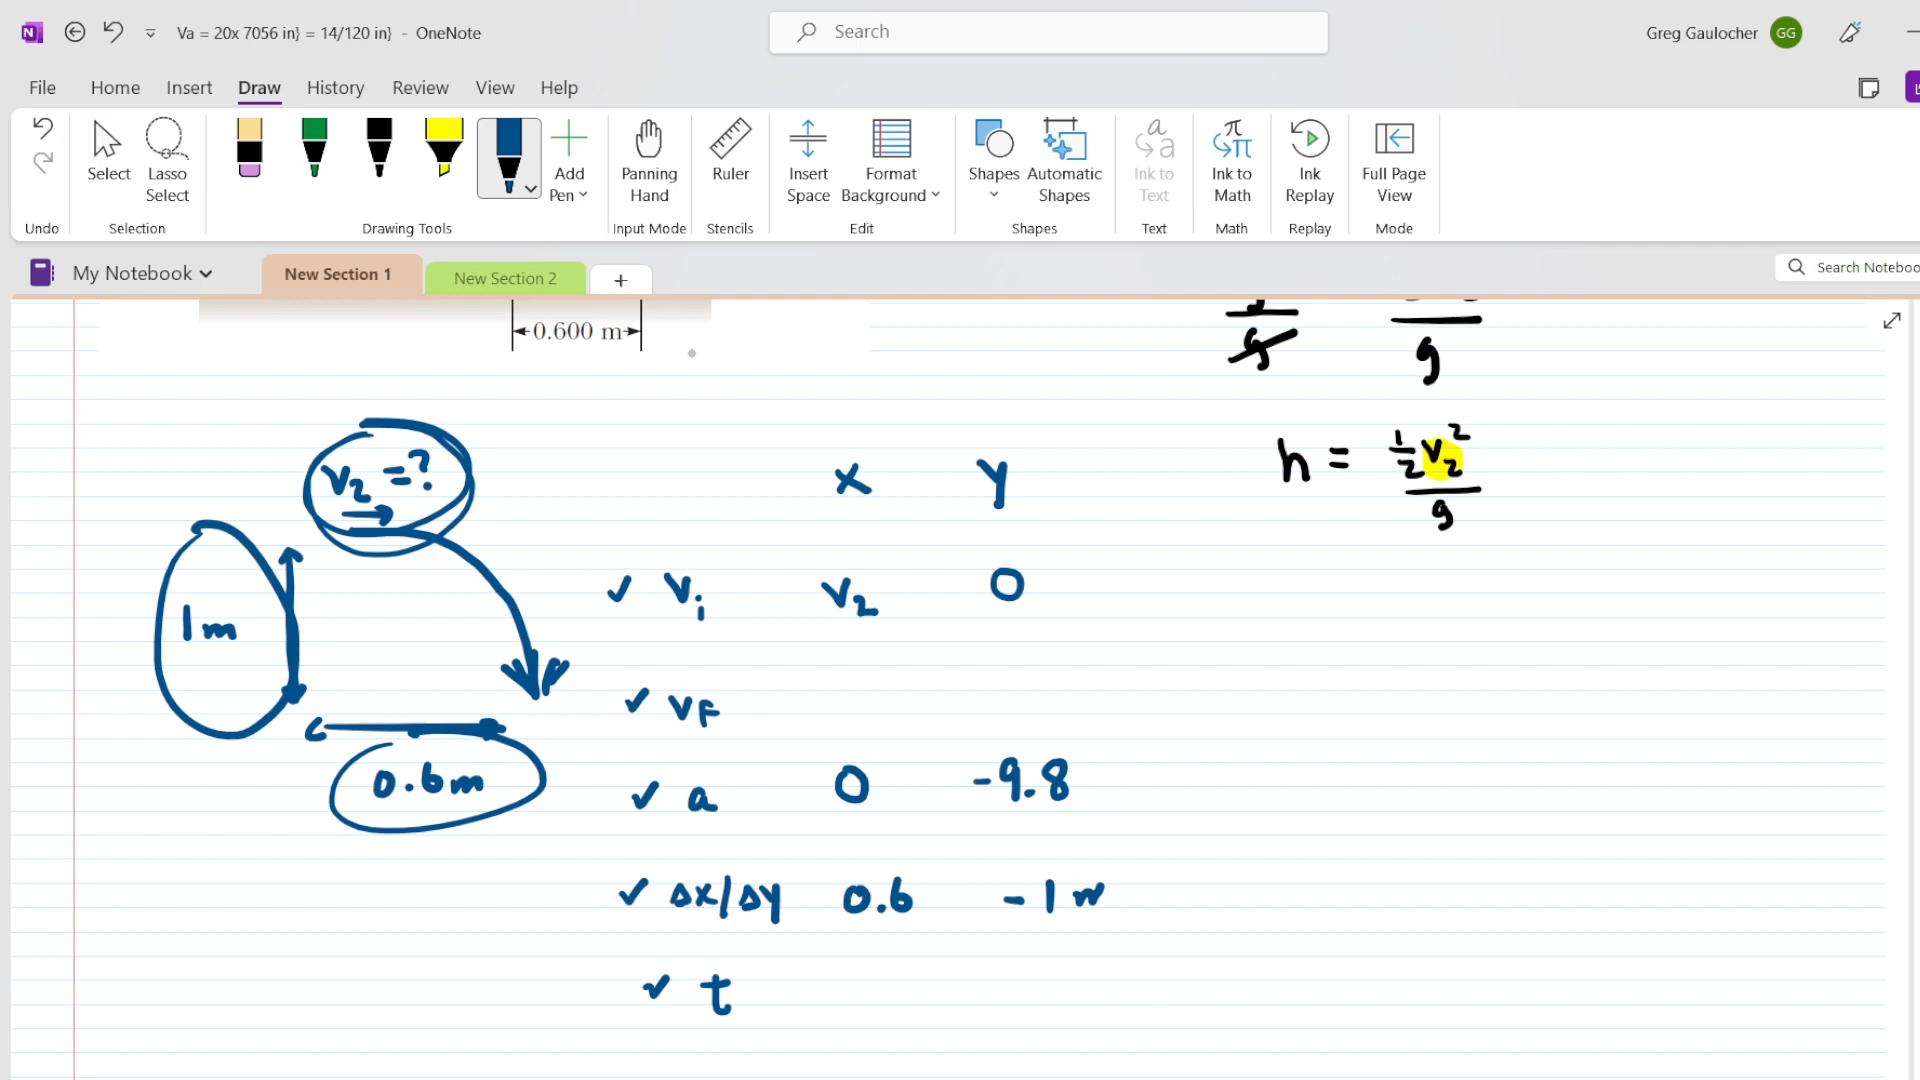 Va = 20x 7056 in} = 14/120 in} - OneNote
Search
Greg Gaulocher GG
File Home Insert Draw History Review View Help
Select
Lasso Select
Add Pen
Panning Hand
Ruler
Insert Space
Format Background
Shapes
Automatic Shapes
Ink to Text
Ink to Math
Ink Replay
Full Page View
Undo Selection Drawing Tools Input Mode Stencils Edit Shapes Text Math Replay Mode
My Notebook New Section 1 New Section 2 + Search Noteboo
0.600 m
g g
h = ½ v₂² / g
v₂ = ?
x y
1m
✓ vᵢ v₂ 0
✓ vF
0.6m
✓ a 0 -9.8
✓ Δx/Δy 0.6 -1 m
✓ t